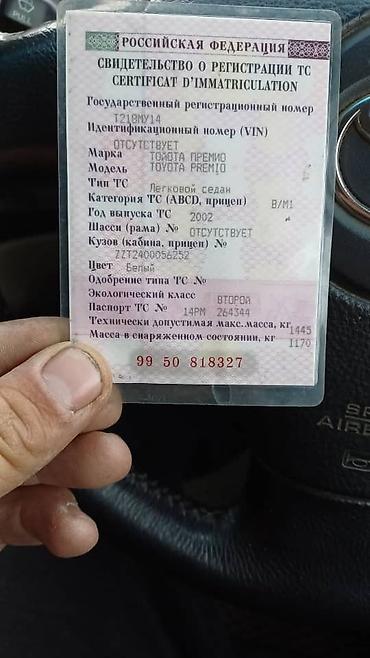 PULL
РОССИЙСКАЯ ФЕДЕРАЦИЯ
СВИДЕТЕЛЬСТВО О РЕГИСТРАЦИИ ТС
CERTIFICAT D'IMMATRICULATION
Государственный регистрационный номер
Т218МУ14
Идентификационный номер (VIN)
ОТСУТСТВУЕТ
Марка ТОЙОТА ПРЕМИО
Модель TOYOTA PREMIO
Тип ТС Легковой седан
Категория ТС (ABCD, прицеп) B/M1
Год выпуска ТС 2002
Шасси (рама) № ОТСУТСТВУЕТ
Кузов (кабина, прицеп) №
ZZT2400056252
Цвет Белый
Одобрение типа ТС №
Экологический класс ВТОРОЙ
Паспорт ТС № 14РМ 264344
Технически допустимая макс.масса, кг 1445
Масса в снаряженном состоянии, кг 1170
99 50 818327
AIRB